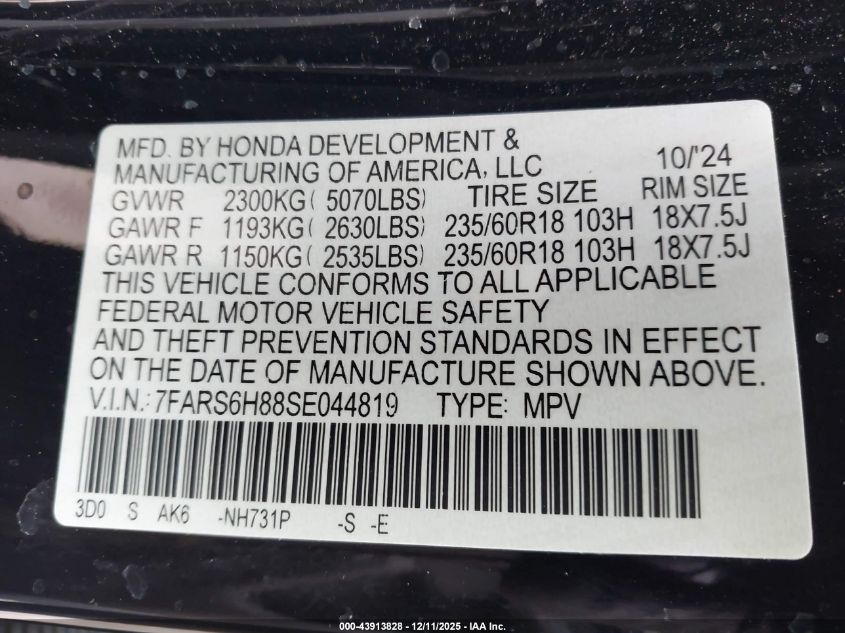 MFD. BY HONDA DEVELOPMENT &
MANUFACTURING OF AMERICA, LLC 10/'24
GVWR 2300KG( 5070LBS) TIRE SIZE RIM SIZE
GAWR F 1193KG( 2630LBS) 235/60R18 103H 18X7.5J
GAWR R 1150KG( 2535LBS) 235/60R18 103H 18X7.5J
THIS VEHICLE CONFORMS TO ALL APPLICABLE
FEDERAL MOTOR VEHICLE SAFETY
AND THEFT PREVENTION STANDARDS IN EFFECT
ON THE DATE OF MANUFACTURE SHOWN ABOVE.
V.I.N.: 7FARS6H88SE044819 TYPE: MPV
3D0 S AK6 -NH731P -S -E
000-43913828 - 12/11/2025 - IAA Inc.